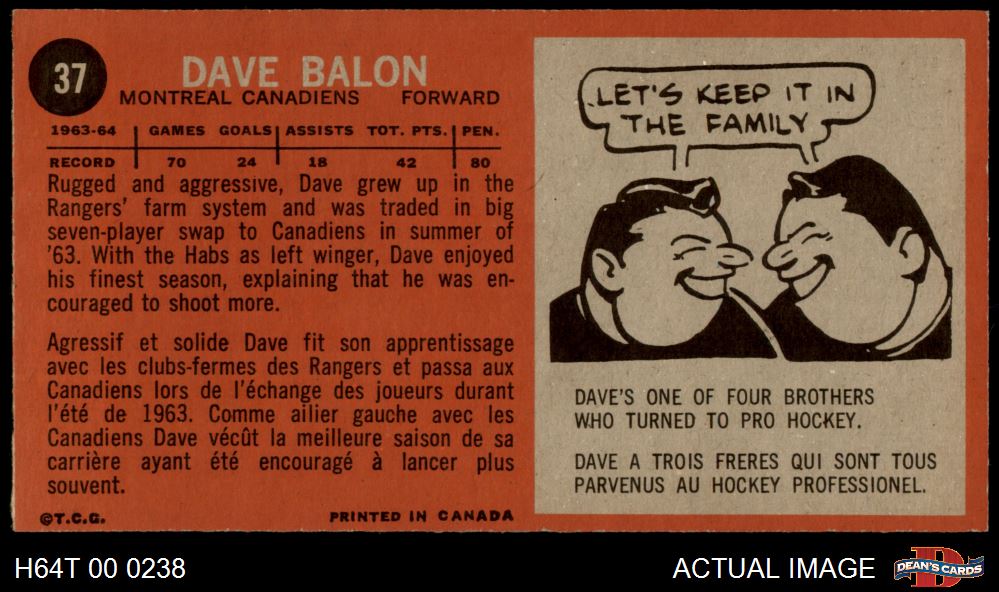 37
DAVE BALON
MONTREAL CANADIENS FORWARD
1963-64 GAMES GOALS ASSISTS TOT. PTS. PEN.
RECORD 70 24 18 42 80
Rugged and aggressive, Dave grew up in the
Rangers' farm system and was traded in big
seven-player swap to Canadiens in summer of
'63. With the Habs as left winger, Dave enjoyed
his finest season, explaining that he was en-
couraged to shoot more.
Agressif et solide Dave fit son apprentissage
avec les clubs-fermes des Rangers et passa aux
Canadiens lors de l'échange des joueurs durant
l'été de 1963. Comme ailier gauche avec les
Canadiens Dave vécût la meilleure saison de sa
carrière ayant été encouragé à lancer plus
souvent.
©T.C.G. PRINTED IN CANADA
LET'S KEEP IT IN
THE FAMILY
DAVE'S ONE OF FOUR BROTHERS
WHO TURNED TO PRO HOCKEY.
DAVE A TROIS FRERES QUI SONT TOUS
PARVENUS AU HOCKEY PROFESSIONEL.
H64T 00 0238 ACTUAL IMAGE
D
DEAN'S CARDS